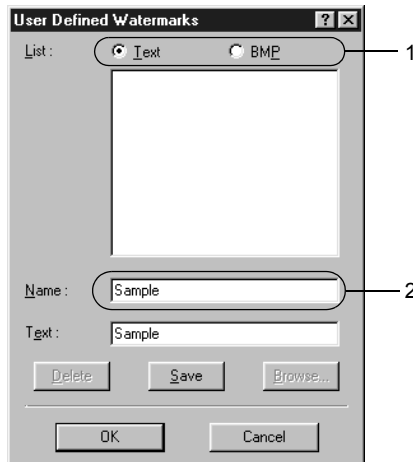 User Defined Watermarks ? ×
List : Text BMP 1
Name : Sample 2
Text : Sample
Delete Save Browse...
OK Cancel